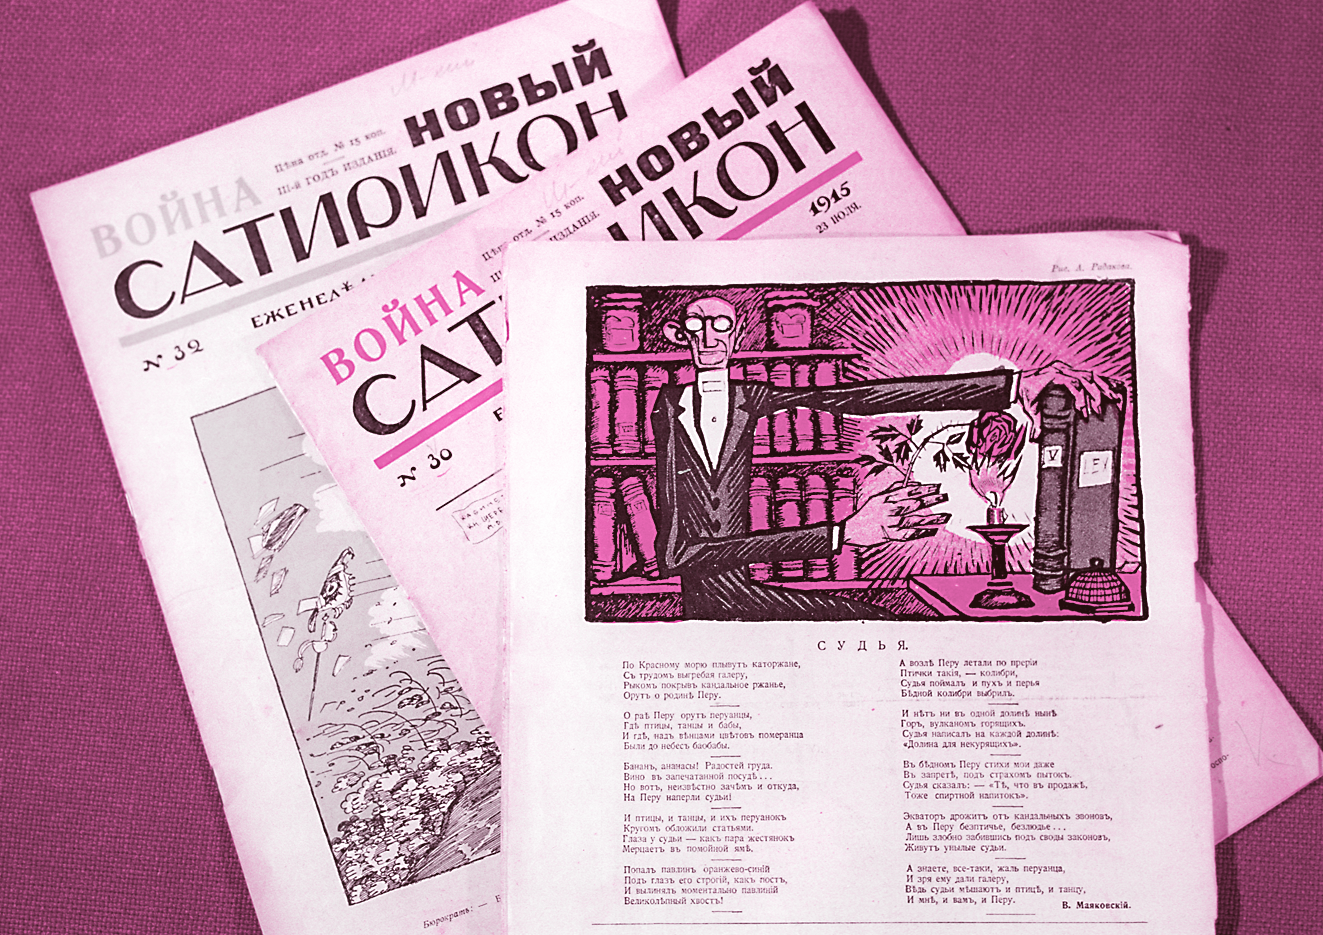 НОВЫЙ
Цѣна отд. № 15 коп.
III-й ГОДЪ ИЗДАНІЯ.
ВОЙНА
САТИРИКОН
ЕЖЕНЕДѢ
№ 32
Бюрократъ: —
НОВЫЙ
Цѣна отд. № 15 коп.
ИЗДАНІЯ.
ВОЙНА
САТ
ИКОН
1915
23 ІЮЛЯ.
№ 30
Рис. А. Радакова.
V
LEX
СУДЬЯ.
По Красному морю плывутъ каторжане,
Съ трудомъ выгребая галеру,
Рыкомъ покрывъ кандальное ржанье,
Орутъ о родинѣ Перу.
О раѣ Перу орутъ перуанцы,
Гдѣ птицы, танцы и бабы,
И гдѣ, надъ вѣнцами цвѣтовъ померанца
Были до небесъ баобабы.
Бананъ, ананасы! Радостей груда.
Вино въ запечатанной посудѣ...
Но вотъ, неизвѣстно зачѣмъ и откуда,
На Перу наперли судьи!
И птицы, и танцы, и ихъ перуанокъ
Кругомъ обложили статьями.
Глаза у судьи — какъ пара жестянокъ
Мерцаетъ въ помойной ямѣ.
Попалъ павлинъ оранжево-синій
Подъ глазъ его строгій, какъ постъ,
И вылинялъ моментально павлиній
Великолѣпный хвостъ!
А возлѣ Перу летали по преріи
Птички такія, — колибри,
Судья поймалъ и пухъ и перья
Бѣдной колибри выбрилъ.
И нѣтъ ни въ одной долинѣ нынѣ
Горъ, вулканомъ горящихъ.
Судья написалъ на каждой долинѣ:
«Долина для некурящихъ».
Въ бѣдномъ Перу стихи мои даже
Въ запретѣ, подъ страхомъ пытокъ.
Судья сказалъ: — «Тѣ, что въ продажѣ,
Тоже спиртной напитокъ».
Экваторъ дрожитъ отъ кандальныхъ звоновъ,
А въ Перу безптичье, безлюдье...
Лишь злобно забившись подъ своды законовъ,
Живутъ унылые судьи.
А знаете, все-таки, жаль перуанца,
И зря ему дали галеру,
Вѣдь судьи мѣшаютъ и птицѣ, и танцу,
И мнѣ, и вамъ, и Перу.
В. Маяковскій.